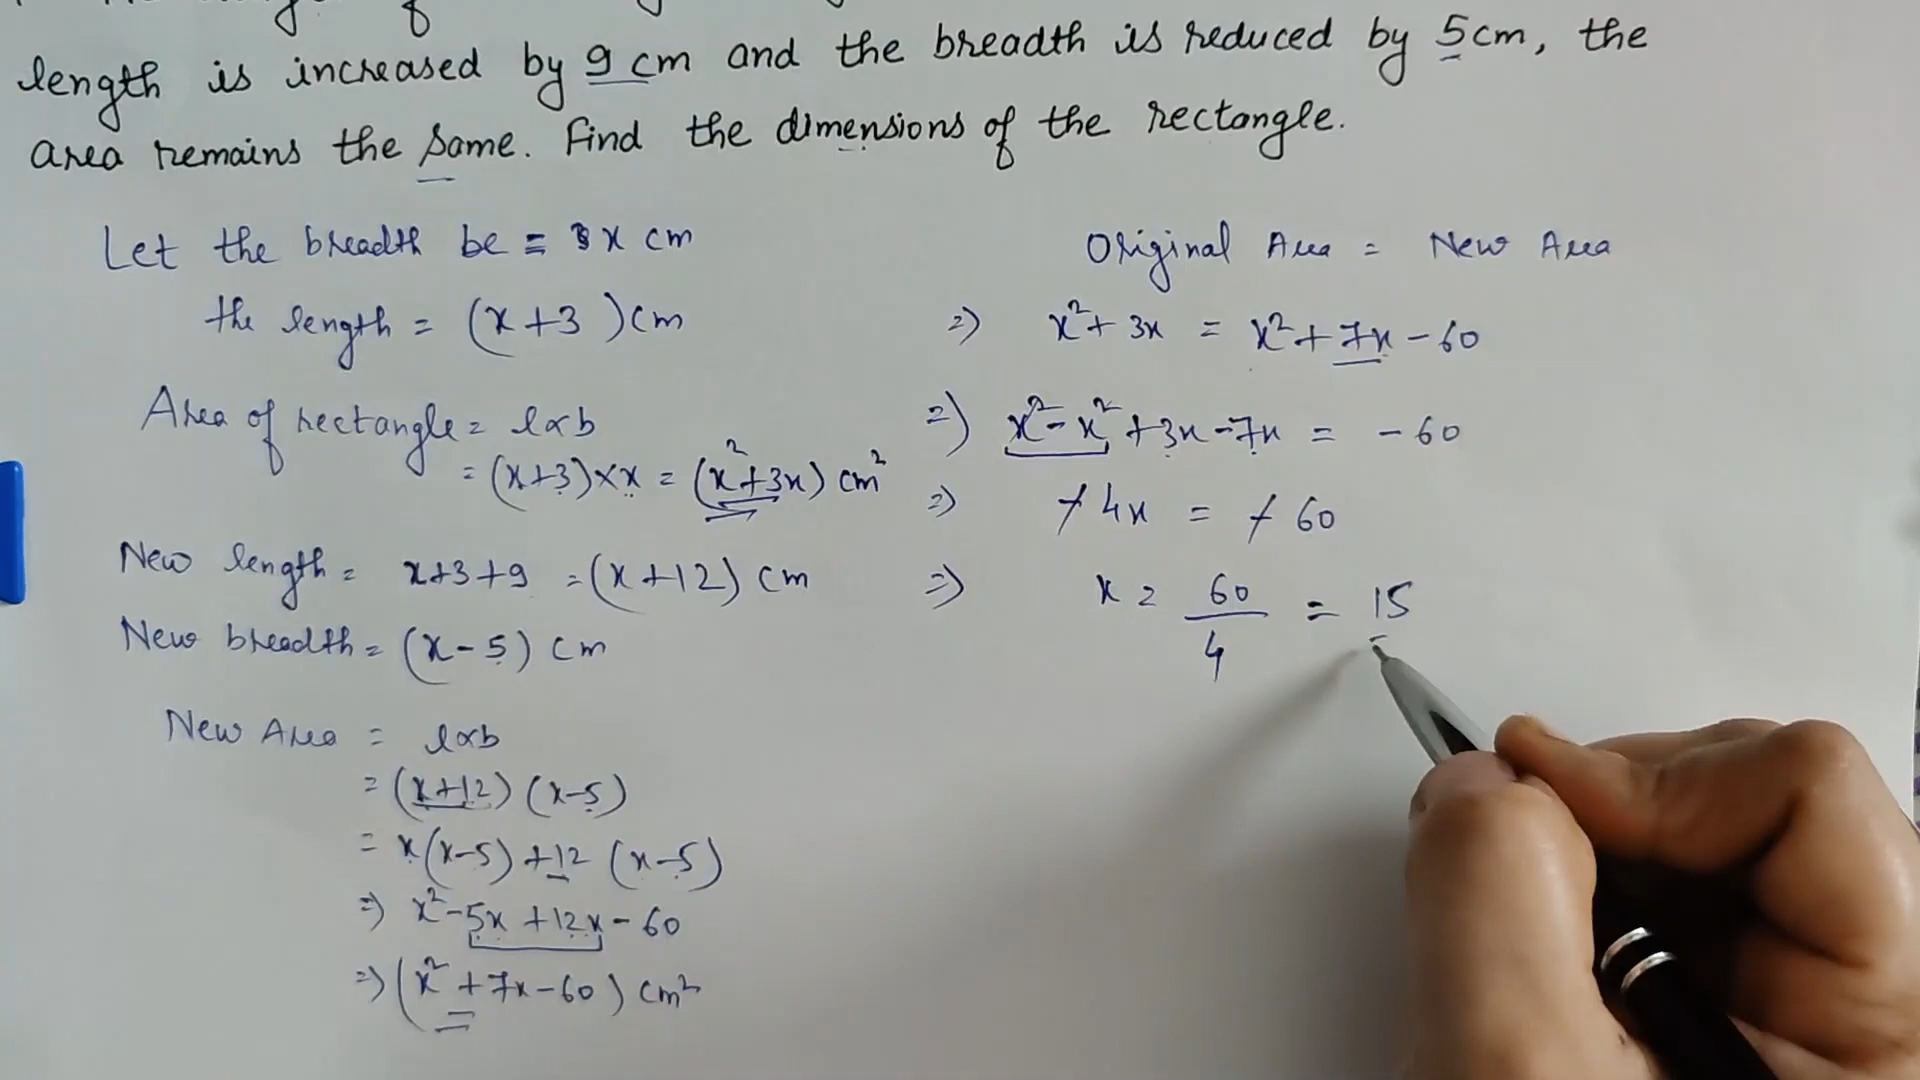 length is increased by 9 cm and the breadth is reduced by 5cm, the
area remains the same. Find the dimensions of the rectangle.
Let the breadth be = x cm
the length = (x+3)cm
Area of rectangle = l×b
= (x+3)×x = (x²+3x) cm²
New length = x+3+9 = (x+12) cm
New breadth = (x-5) cm
New Area = l×b
= (x+12) (x-5)
= x(x-5) +12 (x-5)
⇒ x²-5x +12x - 60
⇒ (x² + 7x - 60) cm²
Original Area = New Area
⇒ x² + 3x = x² + 7x - 60
⇒ x² - x² + 3x - 7x = - 60
⇒ - 4x = - 60
⇒ x = 60/4 = 15